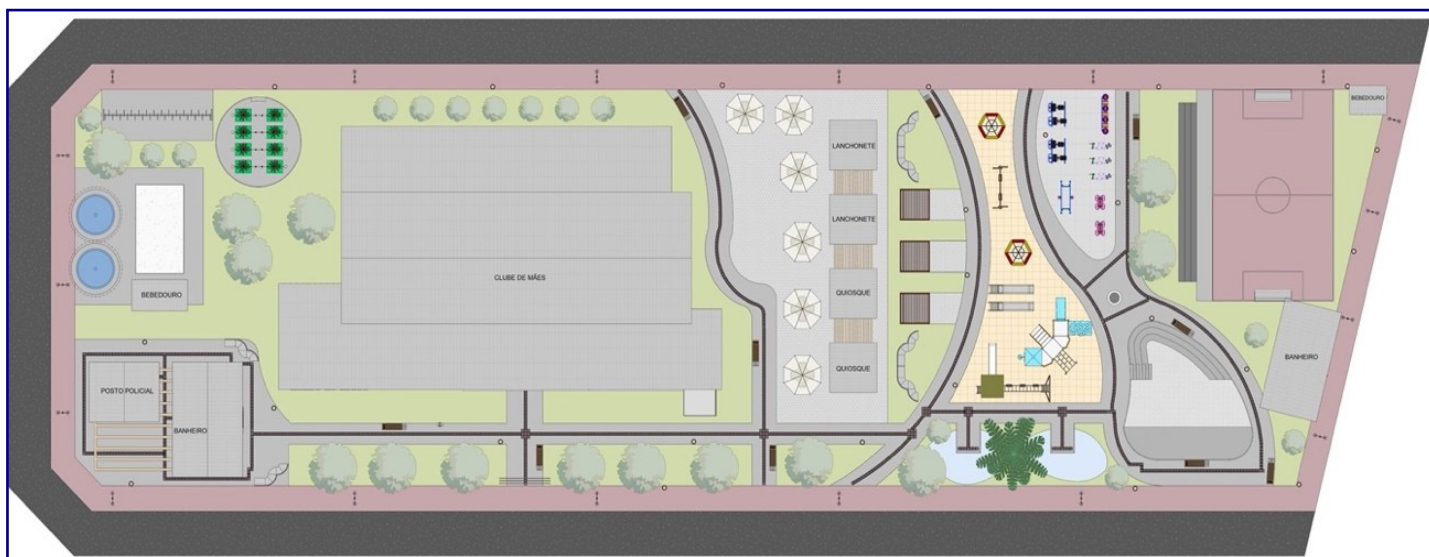 BEBEDOURO
LANCHONETE
LANCHONETE
CLUBE DE MÃES
QUIOSQUE
BEBEDOURO
BANHEIRO
QUIOSQUE
POSTO POLICIAL
BANHEIRO